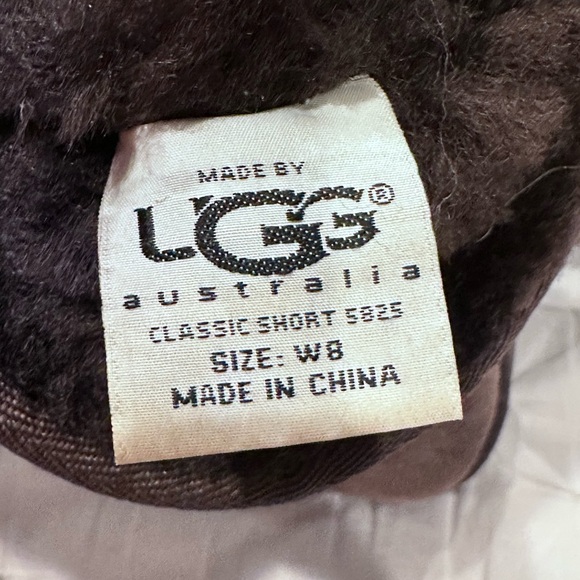 MADE BY
UGG®
australia
CLASSIC SHORT 5825
SIZE: W8
MADE IN CHINA